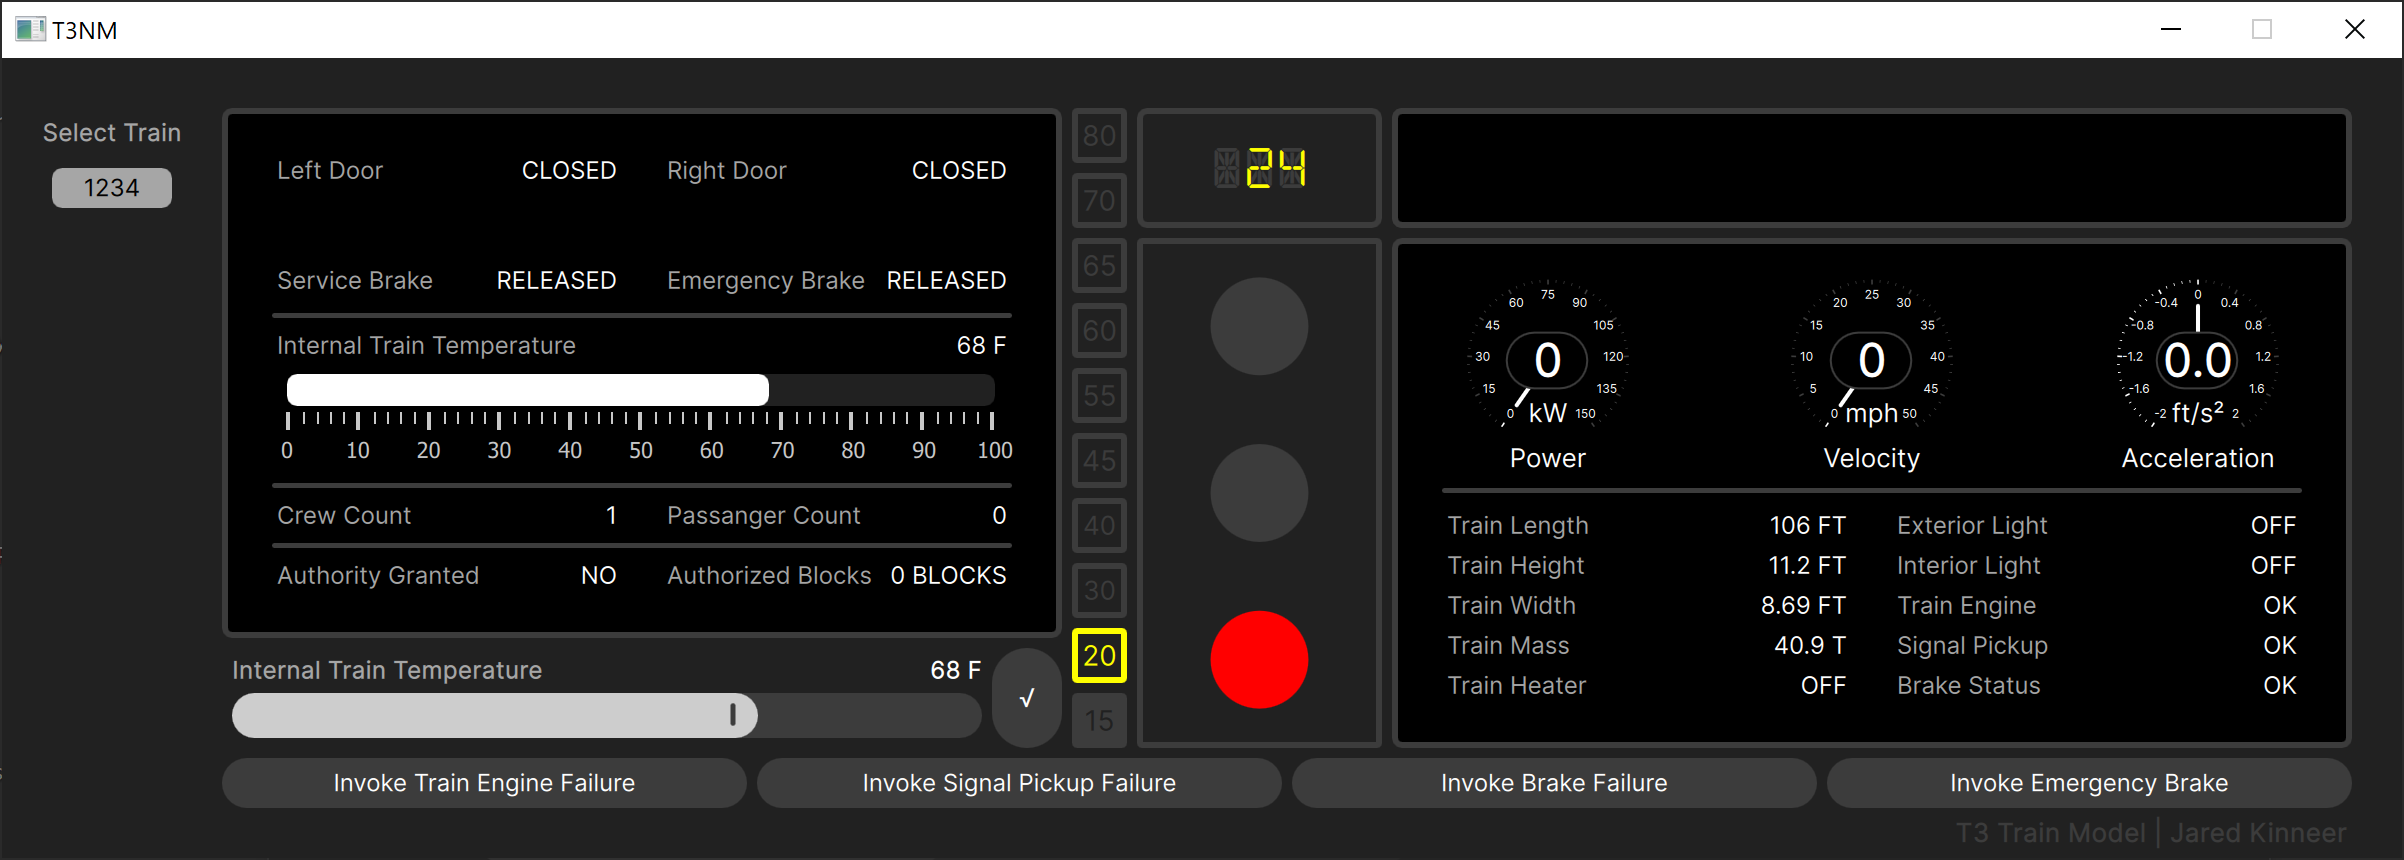 T3NM
Select Train
1234
Left Door CLOSED Right Door CLOSED
Service Brake RELEASED Emergency Brake RELEASED
Internal Train Temperature 68 F
0 10 20 30 40 50 60 70 80 90 100
Crew Count 1 Passanger Count 0
Authority Granted NO Authorized Blocks 0 BLOCKS
Internal Train Temperature 68 F
√
80
70
65
60
55
45
40
30
20
15
24
0 15 30 45 60 75 90 105 120 135 150
0
kW
Power
0 5 10 15 20 25 30 35 40 45 50
0
mph
Velocity
-2 -1.6 -1.2 -0.8 -0.4 0 0.4 0.8 1.2 1.6 2
0.0
ft/s²
Acceleration
Train Length 106 FT Exterior Light OFF
Train Height 11.2 FT Interior Light OFF
Train Width 8.69 FT Train Engine OK
Train Mass 40.9 T Signal Pickup OK
Train Heater OFF Brake Status OK
Invoke Train Engine Failure Invoke Signal Pickup Failure Invoke Brake Failure Invoke Emergency Brake
T3 Train Model | Jared Kinneer